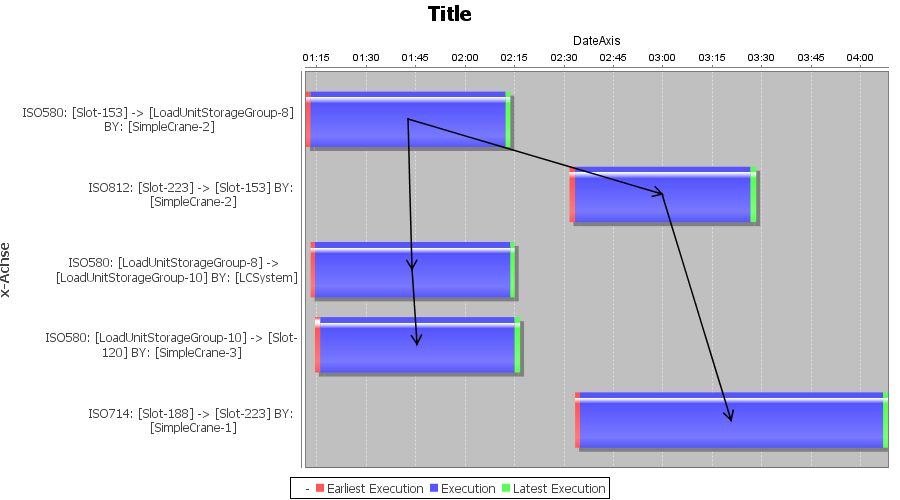 Title
DateAxis
01:15 01:30 01:45 02:00 02:15 02:30 02:45 03:00 03:15 03:30 03:45 04:00
x-Achse
ISO580: [Slot-153] -> [LoadUnitStorageGroup-8]
BY: [SimpleCrane-2]
ISO812: [Slot-223] -> [Slot-153] BY:
[SimpleCrane-2]
ISO580: [LoadUnitStorageGroup-8] ->
[LoadUnitStorageGroup-10] BY: [LCSystem]
ISO580: [LoadUnitStorageGroup-10] -> [Slot-
120] BY: [SimpleCrane-3]
ISO714: [Slot-188] -> [Slot-223] BY:
[SimpleCrane-1]
- Earliest Execution Execution Latest Execution